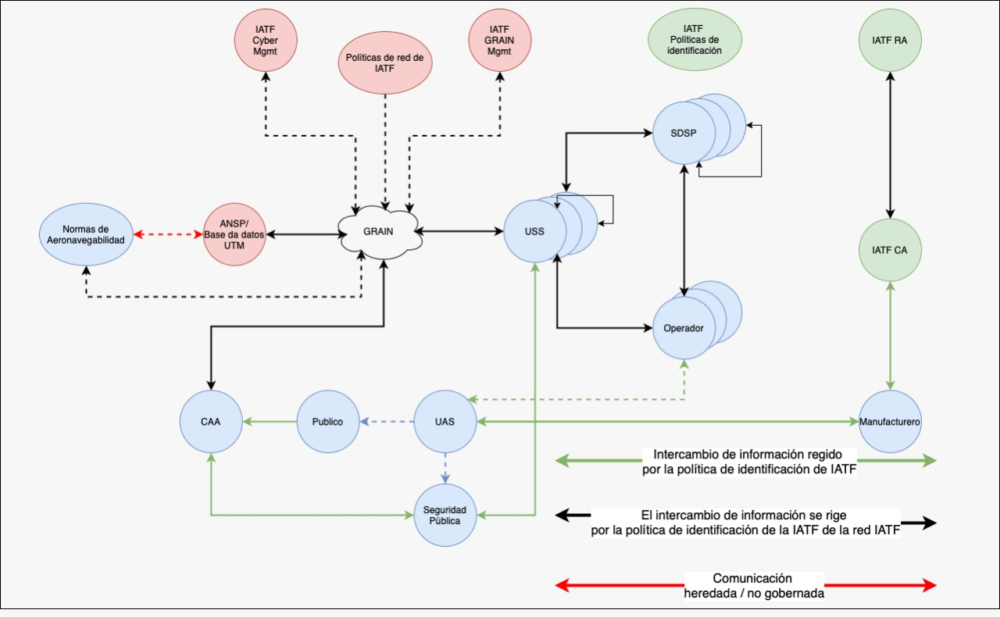 IATF
Cyber
Mgmt
Políticas de red de
IATF
IATF
GRAIN
Mgmt
IATF
Políticas de
identificación
IATF RA
SDSP
Normas de
Aeronavegabilidad
ANSP/
Base da datos
UTM
GRAIN
USS
IATF CA
Operador
CAA
Publico
UAS
Manufacturero
Intercambio de información regido
por la política de identificación de IATF
Seguridad
Pública
El intercambio de información se rige
por la política de identificación de la IATF de la red IATF
Comunicación
heredada / no gobernada